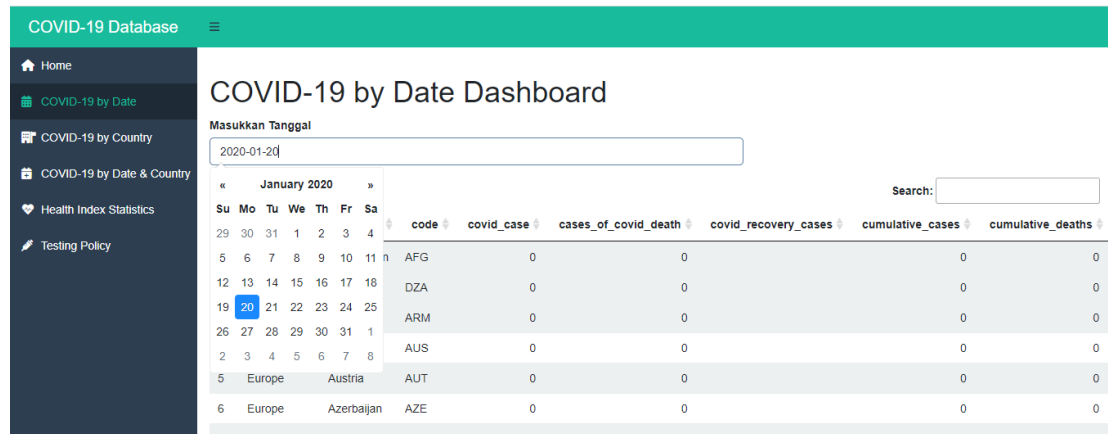 COVID-19 Database
Home
COVID-19 by Date
COVID-19 by Country
COVID-19 by Date & Country
Health Index Statistics
Testing Policy
COVID-19 by Date Dashboard
Masukkan Tanggal
2020-01-20
« January 2020 »
Su Mo Tu We Th Fr Sa
29 30 31 1 2 3 4
5 6 7 8 9 10 11
12 13 14 15 16 17 18
19 20 21 22 23 24 25
26 27 28 29 30 31 1
2 3 4 5 6 7 8
Search:
code covid_case cases_of_covid_death covid_recovery_cases cumulative_cases cumulative_deaths
n AFG 0 0 0 0
DZA 0 0 0 0
ARM 0 0 0 0
AUS 0 0 0 0
5 Europe Austria AUT 0 0 0 0
6 Europe Azerbaijan AZE 0 0 0 0